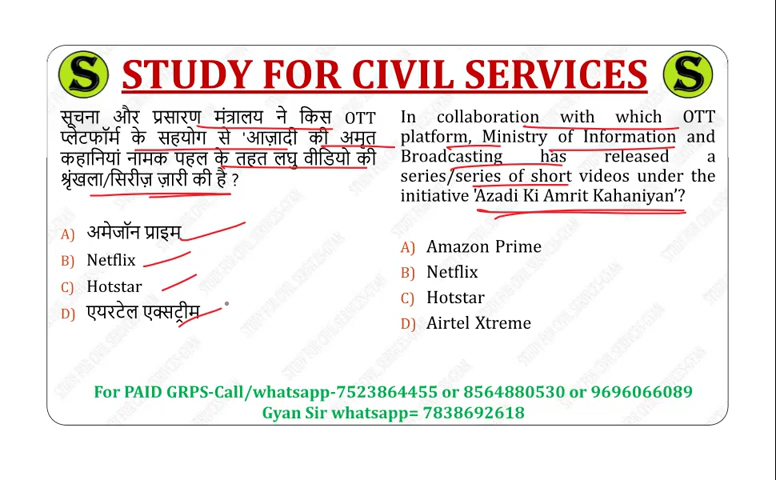 S STUDY FOR CIVIL SERVICES S
सूचना और प्रसारण मंत्रालय ने किस OTT
प्लेटफॉर्म के सहयोग से 'आज़ादी की अमृत
कहानियां नामक पहल के तहत लघु वीडियो की
श्रृंखला/सिरीज़ ज़ारी की है ?
A) अमेजॉन प्राइम
B) Netflix
C) Hotstar
D) एयरटेल एक्सट्रीम
In collaboration with which OTT
platform, Ministry of Information and
Broadcasting has released a
series/series of short videos under the
initiative 'Azadi Ki Amrit Kahaniyan'?
A) Amazon Prime
B) Netflix
C) Hotstar
D) Airtel Xtreme
For PAID GRPS-Call/whatsapp-7523864455 or 8564880530 or 9696066089
Gyan Sir whatsapp= 7838692618